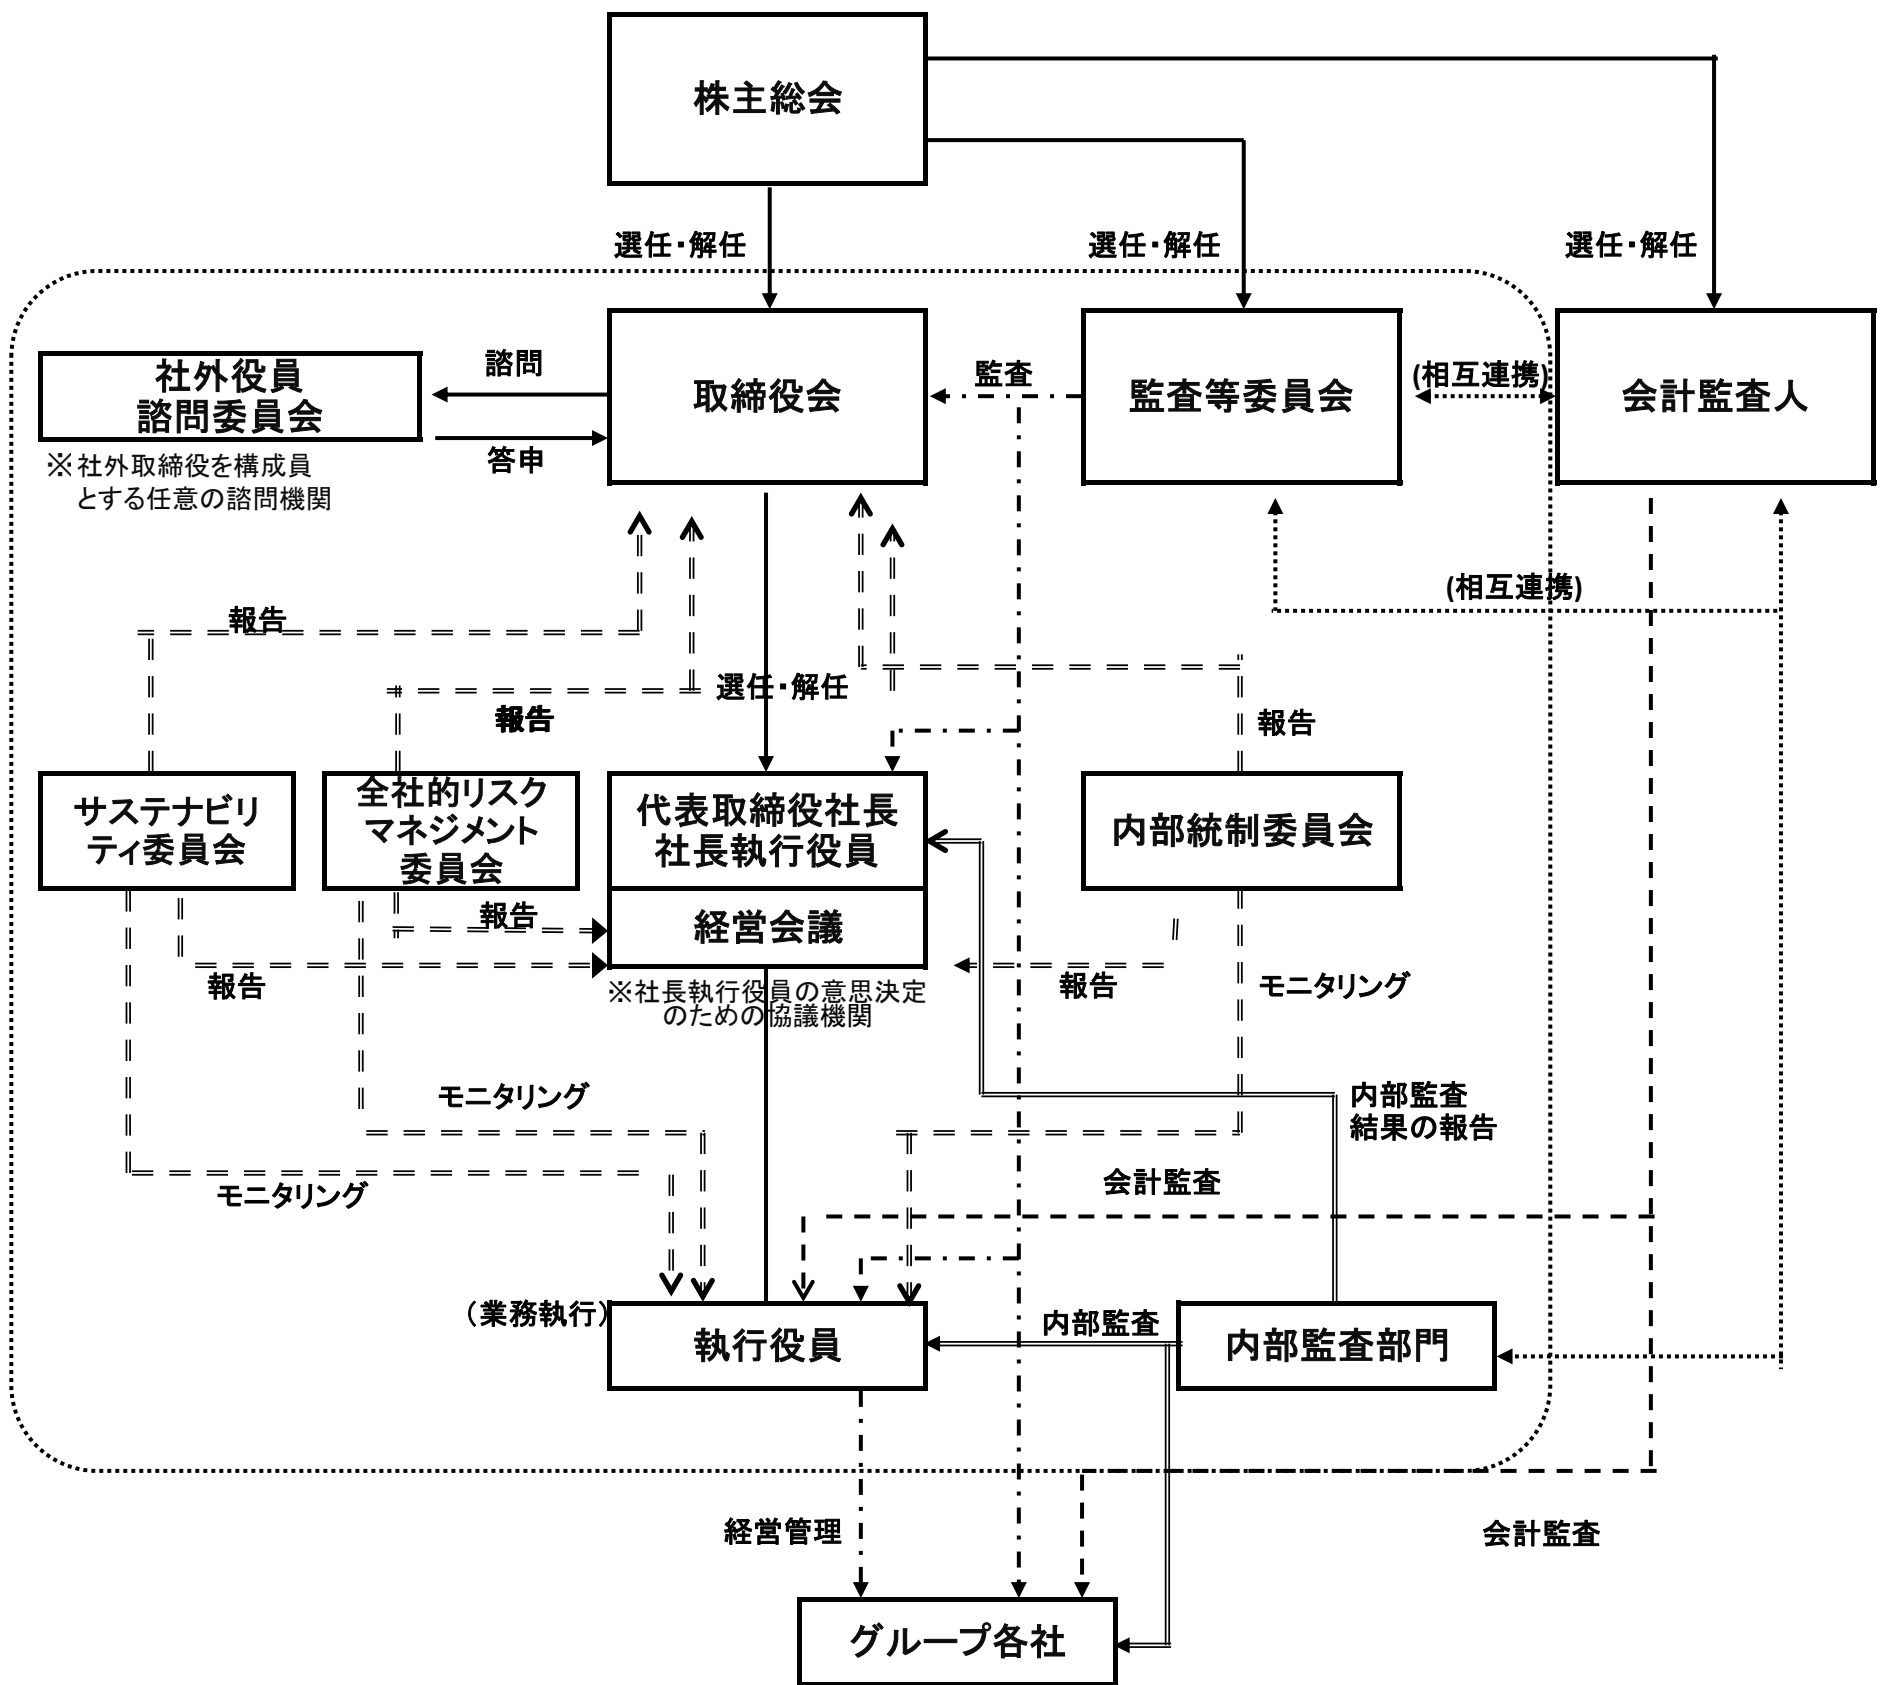 株主総会
選任・解任
選任・解任
選任・解任
社外役員
諮問委員会
諮問
答申
取締役会
監査
監査等委員会
(相互連携)
会計監査人
※社外取締役を構成員
とする任意の諮問機関
(相互連携)
報告
選任・解任
報告
報告
サステナビリ
ティ委員会
全社的リスク
マネジメント
委員会
代表取締役社長
社長執行役員
内部統制委員会
報告
経営会議
報告
報告
モニタリング
※社長執行役員の意思決定
のための協議機関
モニタリング
内部監査
結果の報告
モニタリング
会計監査
(業務執行)
執行役員
内部監査
内部監査部門
経営管理
会計監査
グループ各社